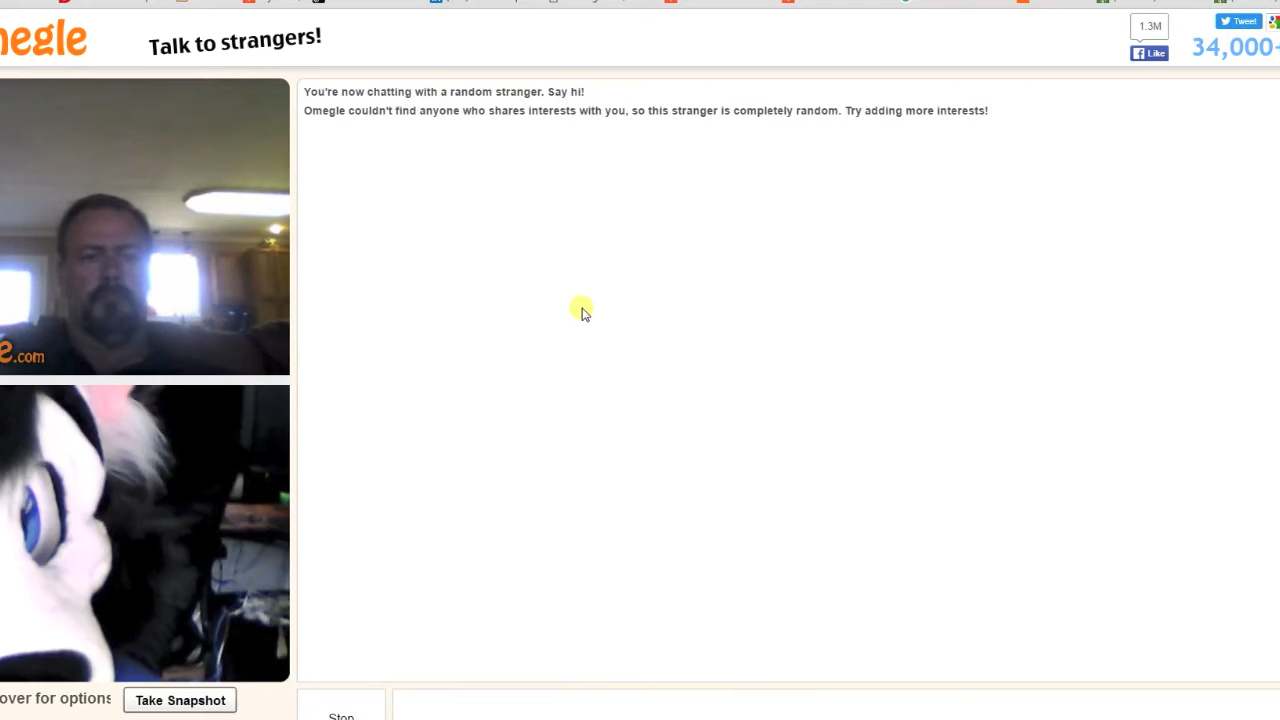 negle
Talk to strangers!
1.3M
Tweet
Like
34,000+
You're now chatting with a random stranger. Say hi!
Omegle couldn't find anyone who shares interests with you, so this stranger is completely random. Try adding more interests!
e.com
over for options
Take Snapshot
Stop